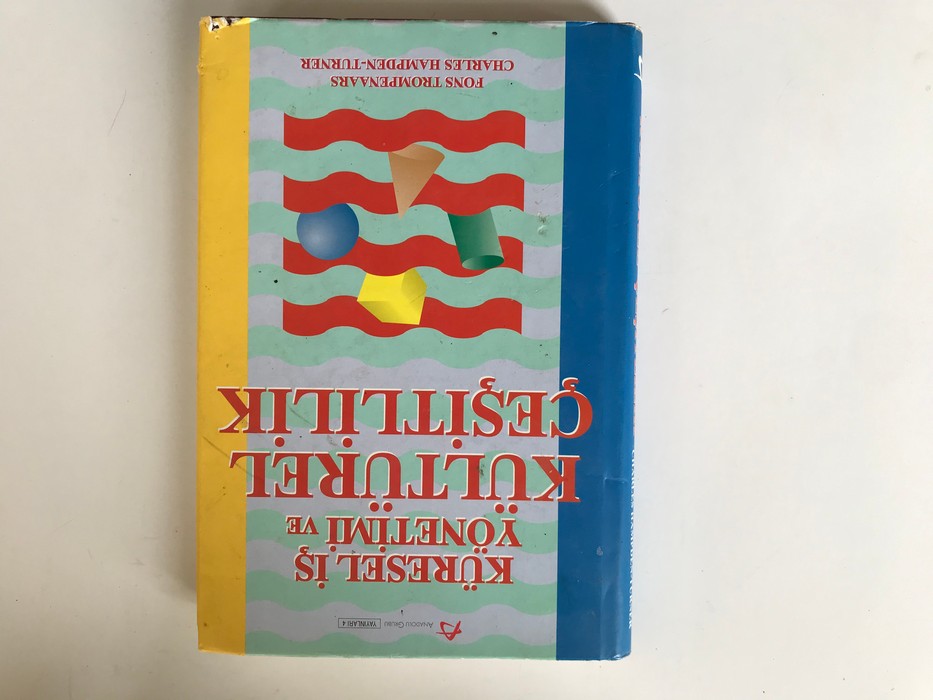 ANADOLU GRUBU YAYINLARI 4
KÜRESEL İŞ
YÖNETİMİ VE
KÜLTÜREL
ÇEŞİTLİLİK
FONS TROMPENAARS
CHARLES HAMPDEN-TURNER